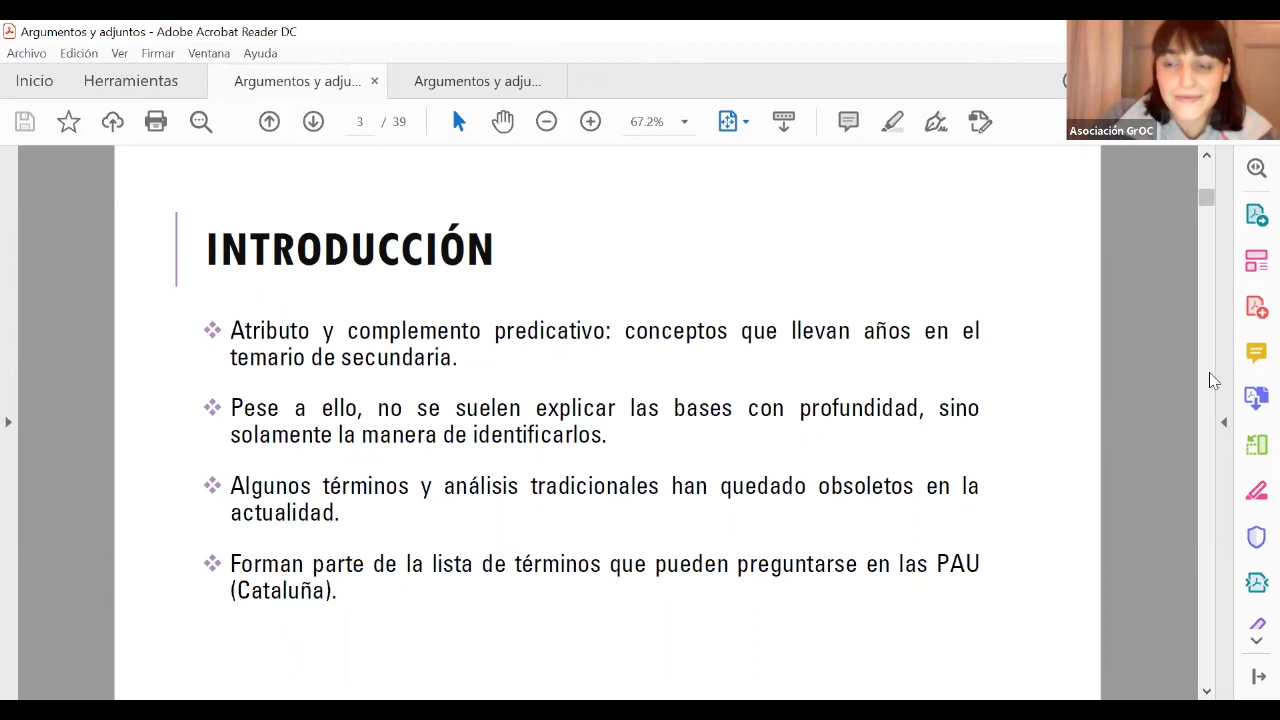 Argumentos y adjuntos - Adobe Acrobat Reader DC
Archivo Edición Ver Firmar Ventana Ayuda
Inicio Herramientas Argumentos y adju... × Argumentos y adju...
3 / 39 67.2%
Asociación GrOC
INTRODUCCIÓN
Atributo y complemento predicativo: conceptos que llevan años en el
temario de secundaria.
Pese a ello, no se suelen explicar las bases con profundidad, sino
solamente la manera de identificarlos.
Algunos términos y análisis tradicionales han quedado obsoletos en la
actualidad.
Forman parte de la lista de términos que pueden preguntarse en las PAU
(Cataluña).